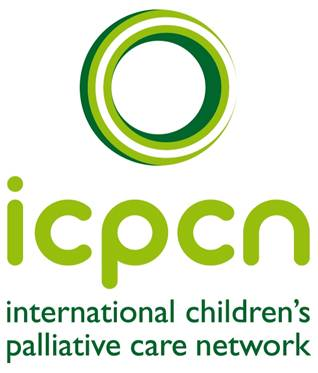 icpcn
international children's
palliative care network